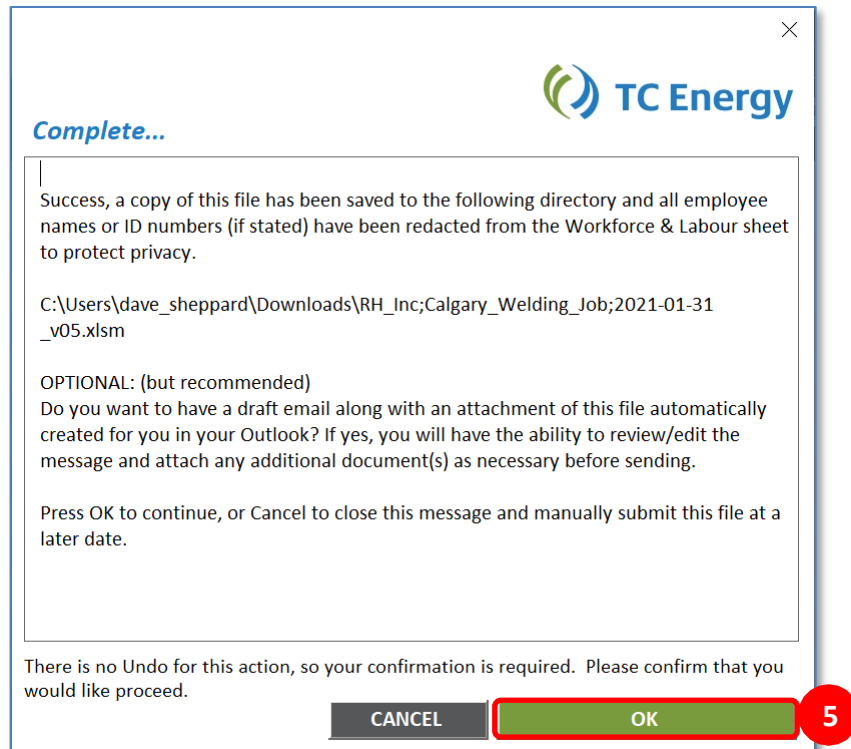 TC Energy
Complete...
Success, a copy of this file has been saved to the following directory and all employee
names or ID numbers (if stated) have been redacted from the Workforce & Labour sheet
to protect privacy.
C:\Users\dave_sheppard\Downloads\RH_Inc;Calgary_Welding_Job;2021-01-31
_v05.xlsm
OPTIONAL: (but recommended)
Do you want to have a draft email along with an attachment of this file automatically
created for you in your Outlook? If yes, you will have the ability to review/edit the
message and attach any additional document(s) as necessary before sending.
Press OK to continue, or Cancel to close this message and manually submit this file at a
later date.
There is no Undo for this action, so your confirmation is required.  Please confirm that you
would like proceed.
CANCEL
OK
5